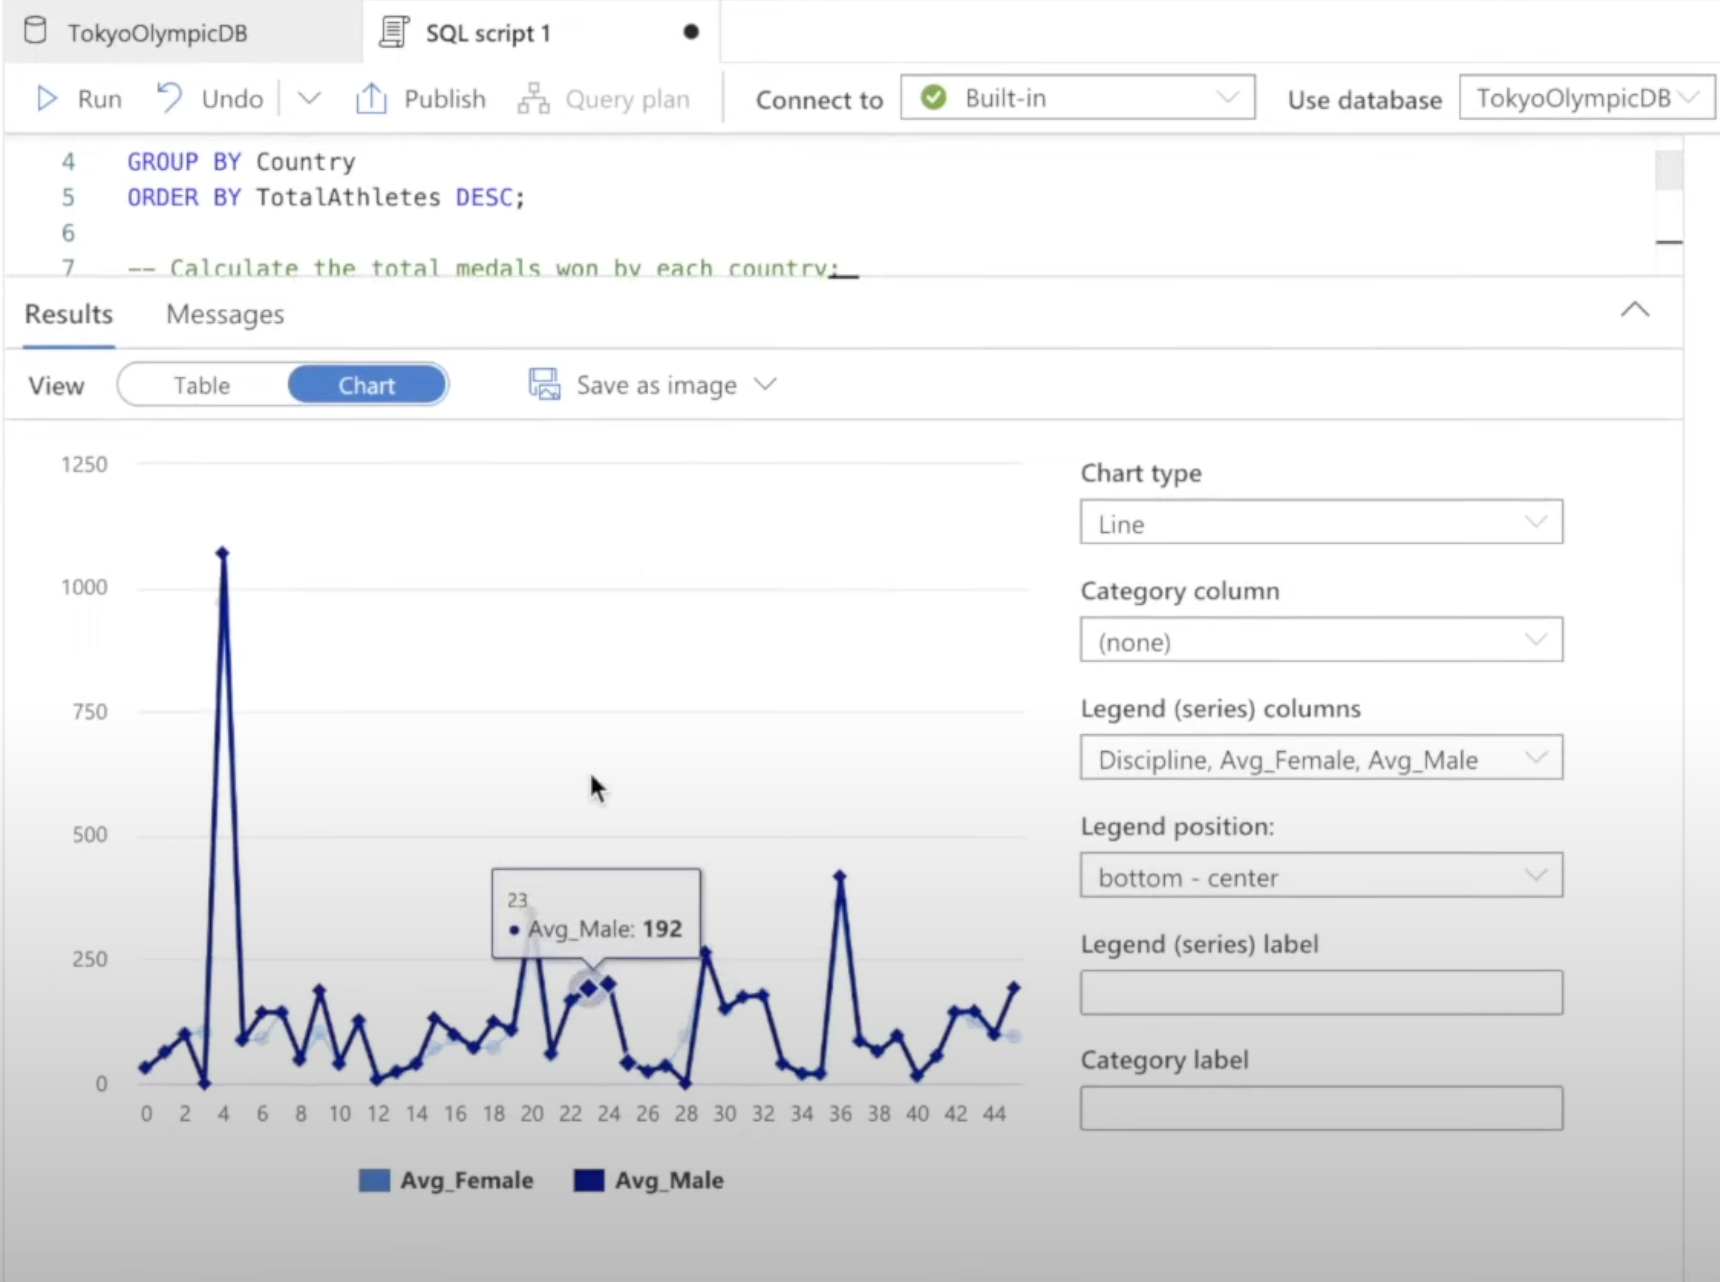 TokyoOlympicDB SQL script 1
Run Undo Publish Query plan Connect to Built-in Use database TokyoOlympicDB
4 GROUP BY Country
5 ORDER BY TotalAthletes DESC;
6
7 -- Calculate the total medals won by each country:
Results Messages
View Table Chart Save as image
1250
1000
750
500
250
0
23
Avg_Male: 192
0 2 4 6 8 10 12 14 16 18 20 22 24 26 28 30 32 34 36 38 40 42 44
Avg_Female Avg_Male
Chart type
Line
Category column
(none)
Legend (series) columns
Discipline, Avg_Female, Avg_Male
Legend position:
bottom - center
Legend (series) label
Category label